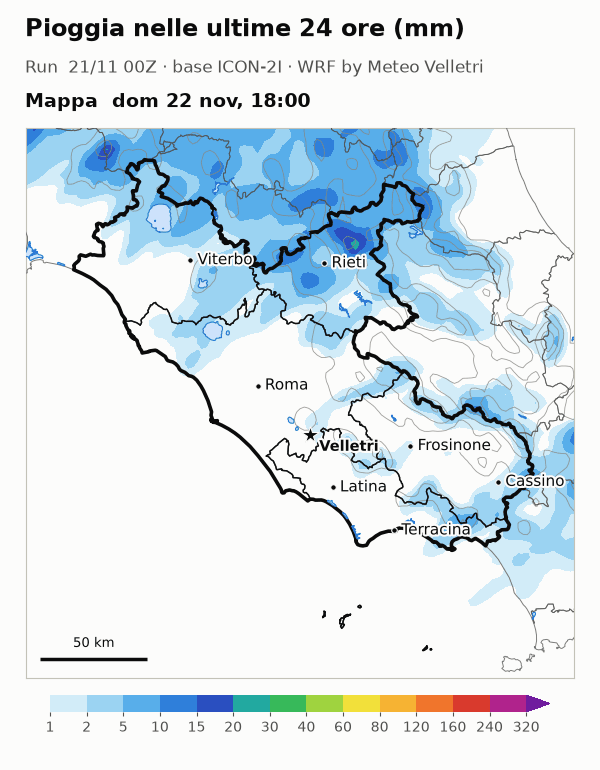 Pioggia nelle ultime 24 ore (mm)
Run  21/11 00Z · base ICON-2I · WRF by Meteo Velletri
Mappa  dom 22 nov, 18:00
Viterbo
Rieti
Roma
Velletri
Frosinone
Latina
Cassino
Terracina
50 km
1 2 5 10 15 20 30 40 60 80 120 160 240 320